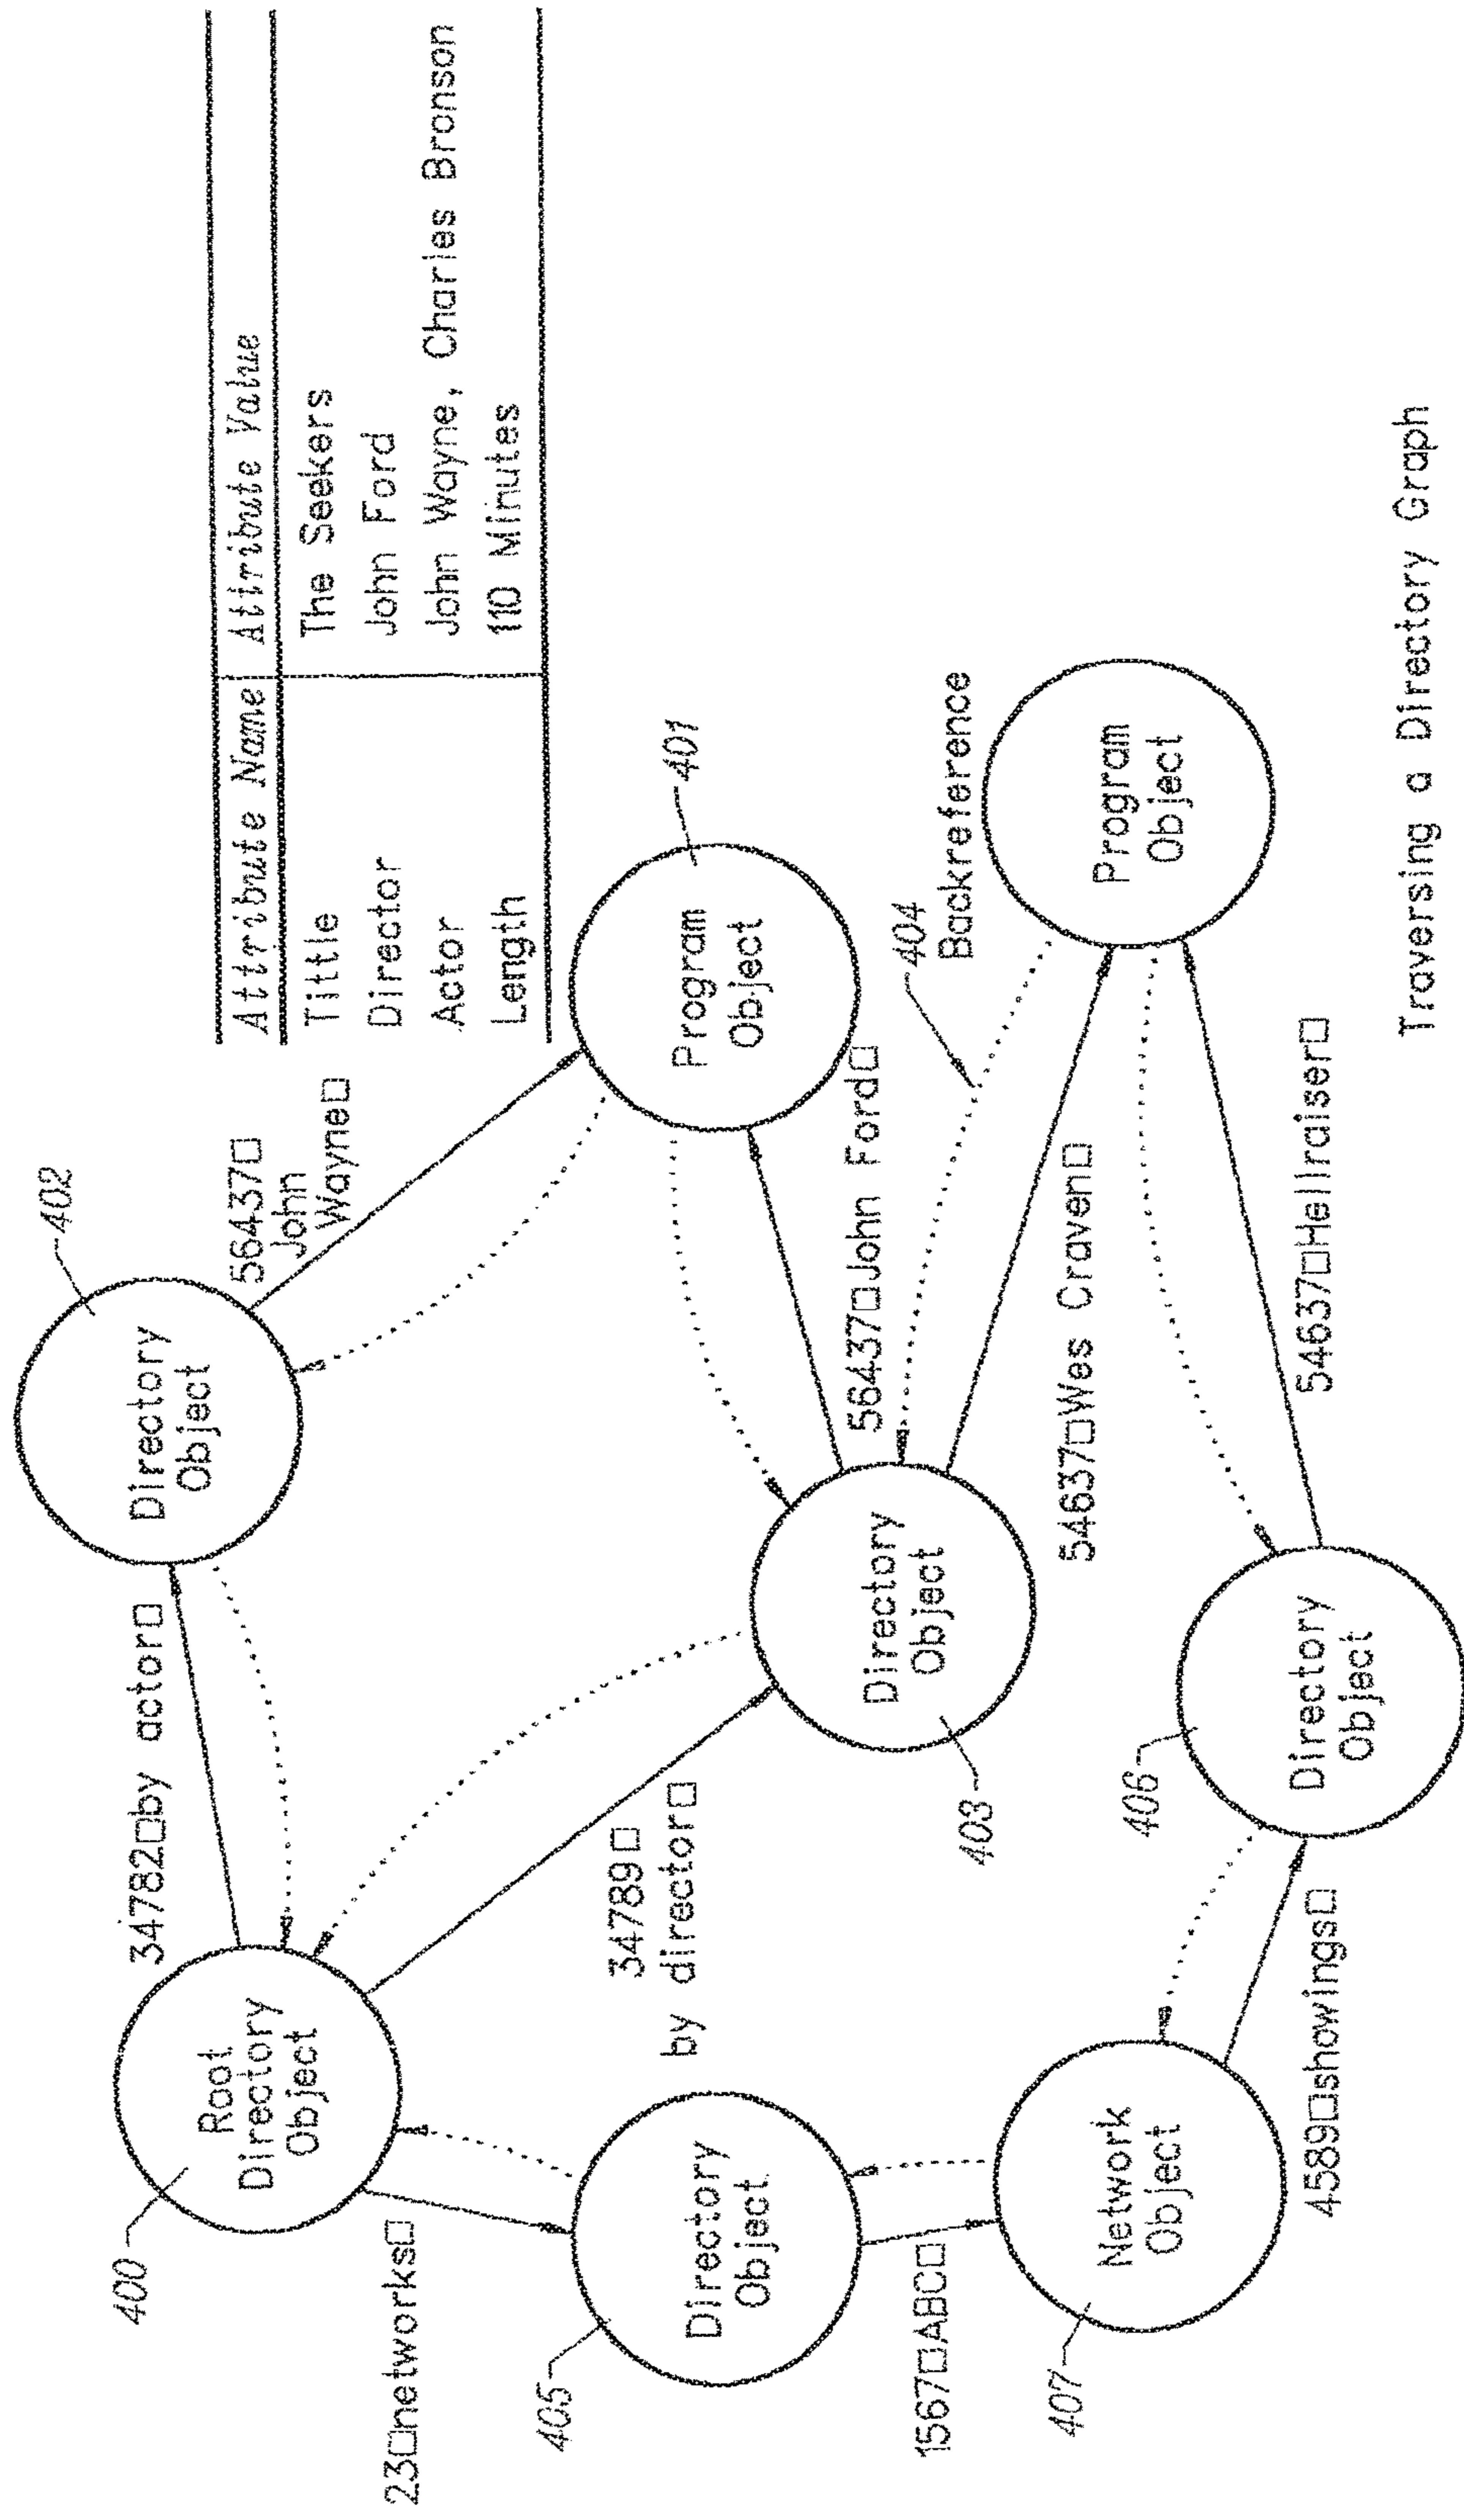 Attribute Name Attribute Value
Tittle The Seekers
Director John Ford
Actor John Wayne, Charles Bronson
Length 110 Minutes
402
Directory
Object
56437□
John
Wayne□
34782□by actor□
400
Root
Directory
Object
401
Program
Object
34789□
by director□
56437□John Ford□
23□networks□
405
Directory
Object
403
Directory
Object
404
Backreference
54637□Wes Craven□
1567□ABC□
407
Network
Object
406
Directory
Object
Program
Object
4589□showings□
54637□Hellraiser□
Traversing a Directory Graph